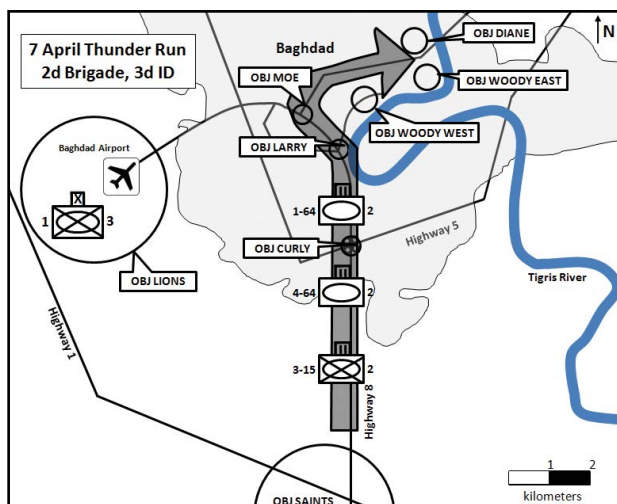 7 April Thunder Run
2d Brigade, 3d ID
Baghdad
OBJ DIANE
N
OBJ MOE
OBJ WOODY EAST
OBJ WOODY WEST
Baghdad Airport
OBJ LARRY
X
1
3
1-64
2
Highway 5
OBJ CURLY
OBJ LIONS
4-64
2
Tigris River
Highway 1
3-15
2
Highway 8
OBJ SAINTS
1
2
kilometers